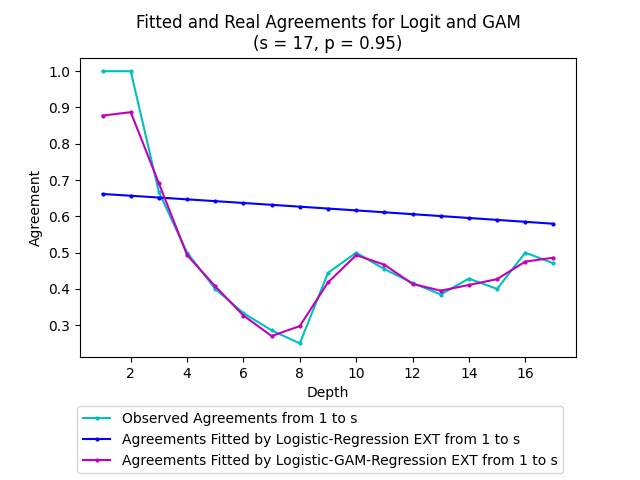 Fitted and Real Agreements for Logit and GAM
(s = 17, p = 0.95)
1.0
0.9
0.8
0.7
0.6
0.5
0.4
0.3
Agreement
2 4 6 8 10 12 14 16
Depth
Observed Agreements from 1 to s
Agreements Fitted by Logistic-Regression EXT from 1 to s
Agreements Fitted by Logistic-GAM-Regression EXT from 1 to s